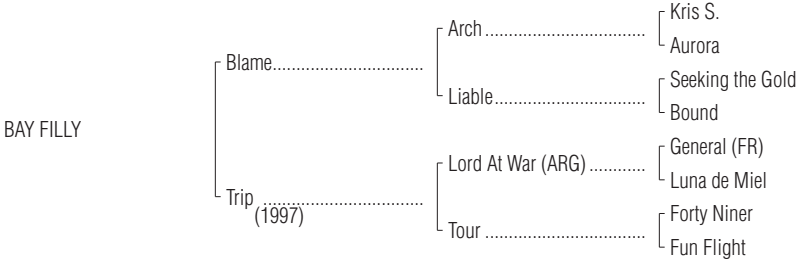 Kris S.
Arch ..................................
Aurora
Blame................................
Seeking the Gold
Liable................................
Bound
BAY FILLY
General (FR)
Lord At War (ARG) ............
Luna de Miel
Trip ..................................
(1997)
Forty Niner
Tour ..................................
Fun Flight